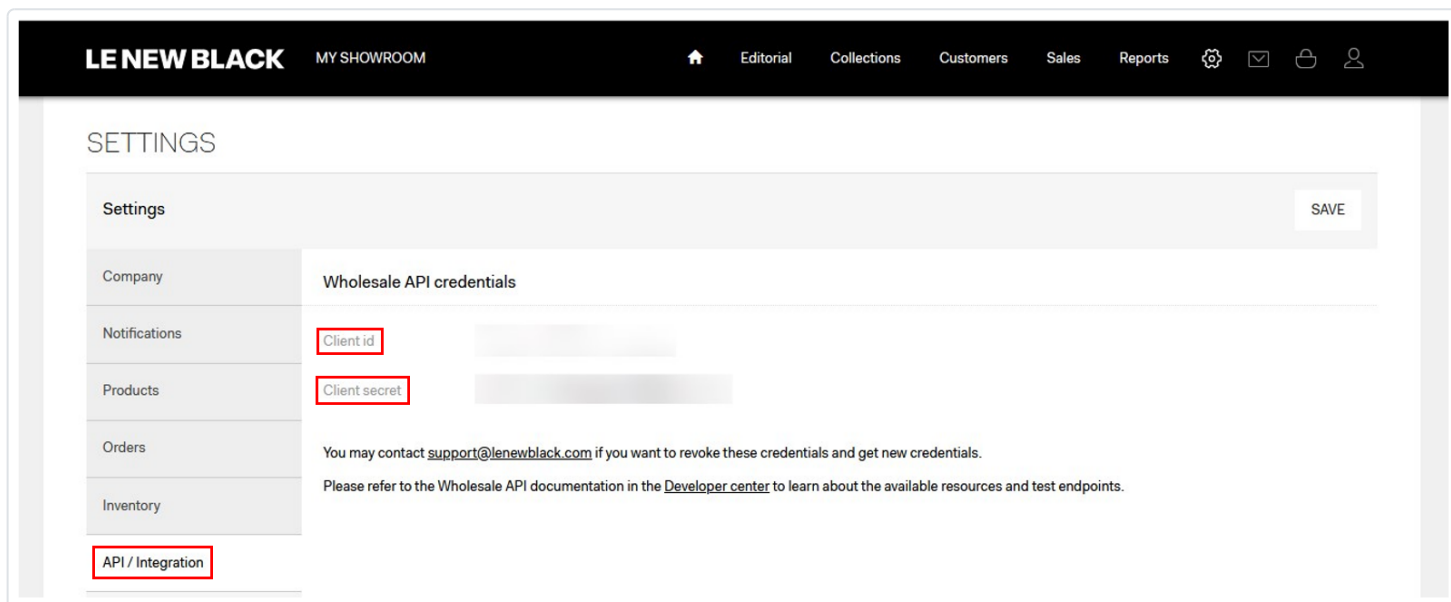 LE NEW BLACK MY SHOWROOM Editorial Collections Customers Sales Reports
SETTINGS
Settings SAVE
Company
Wholesale API credentials
Notifications
Client id
Products
Client secret
Orders
You may contact support@lenewblack.com if you want to revoke these credentials and get new credentials.
Please refer to the Wholesale API documentation in the Developer center to learn about the available resources and test endpoints.
Inventory
API / Integration